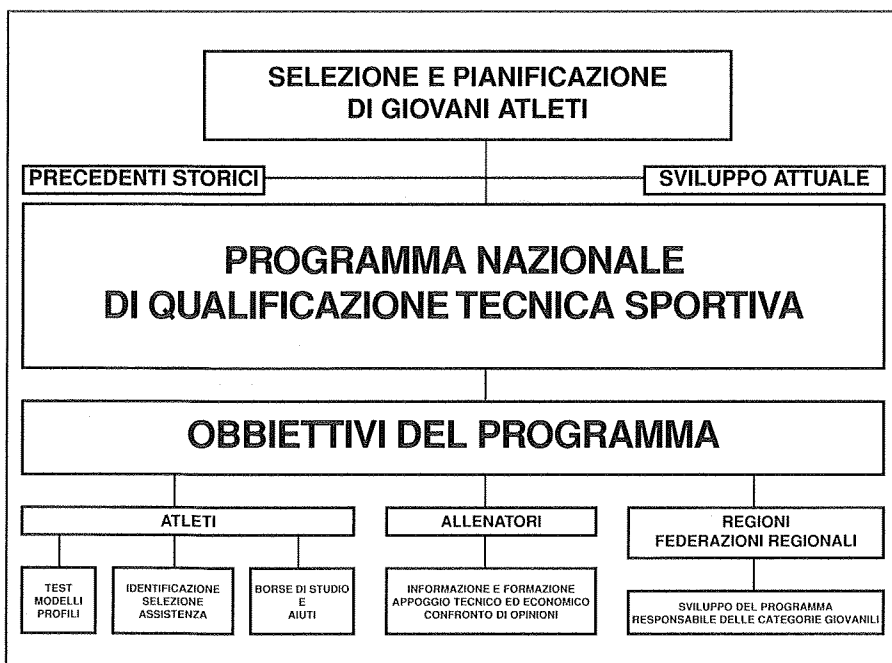 SELEZIONE E PIANIFICAZIONE
DI GIOVANI ATLETI
PRECEDENTI STORICI
SVILUPPO ATTUALE
PROGRAMMA NAZIONALE
DI QUALIFICAZIONE TECNICA SPORTIVA
OBBIETTIVI DEL PROGRAMMA
ATLETI
ALLENATORI
REGIONI
FEDERAZIONI REGIONALI
TEST
MODELLI
PROFILI
IDENTIFICAZIONE
SELEZIONE
ASSISTENZA
BORSE DI STUDIO
E
AIUTI
INFORMAZIONE E FORMAZIONE
APPOGGIO TECNICO ED ECONOMICO
CONFRONTO DI OPINIONI
SVILUPPO DEL PROGRAMMA
RESPONSABILE DELLE CATEGORIE GIOVANILI